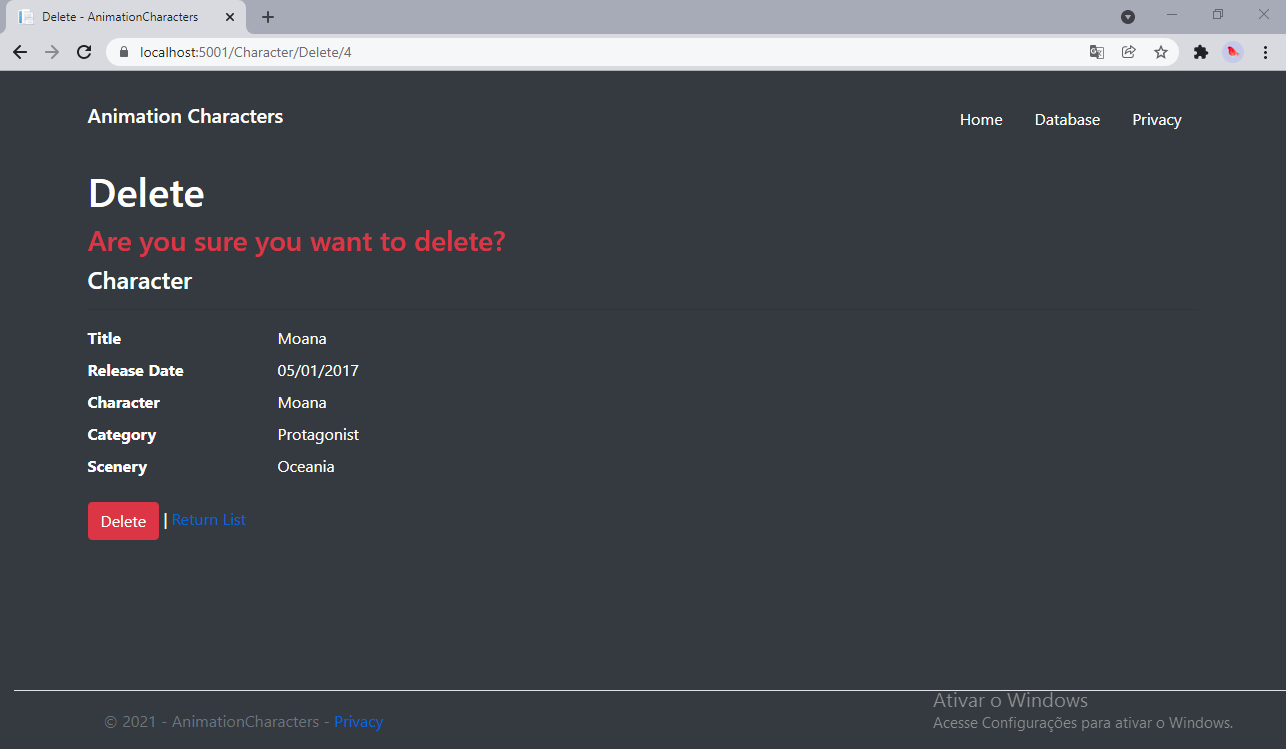 Delete - AnimationCharacters
localhost:5001/Character/Delete/4
Animation Characters
Home Database Privacy
Delete
Are you sure you want to delete?
Character
Title Moana
Release Date 05/01/2017
Character Moana
Category Protagonist
Scenery Oceania
Delete | Return List
Ativar o Windows
Acesse Configurações para ativar o Windows.
© 2021 - AnimationCharacters - Privacy